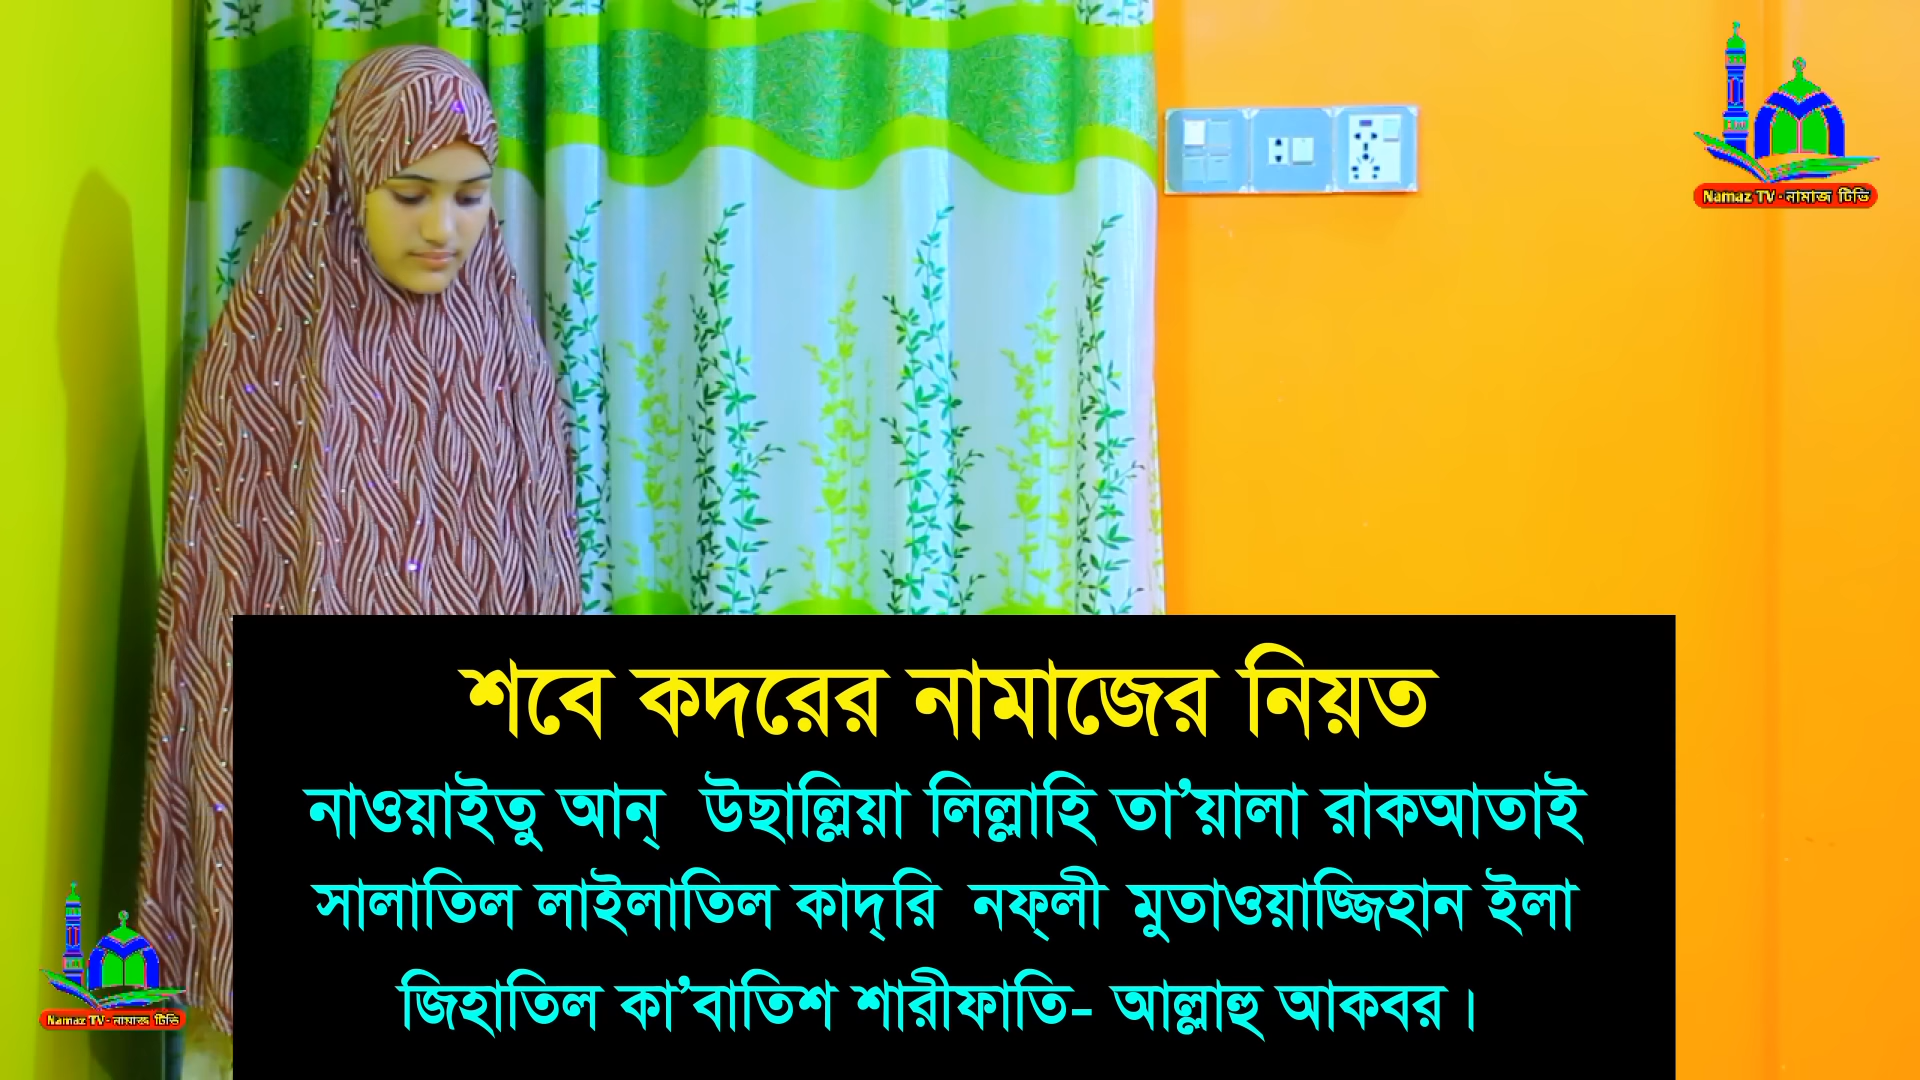 Namaz TV - নামাজ টিভি
শবে কদরের নামাজের নিয়ত
নাওয়াইতু আন্ উছাল্লিয়া লিল্লাহি তা’য়ালা রাকআতাই
সালাতিল লাইলাতিল কাদ্‌রি নফ্‌লী মুতাওয়াজ্জিহান ইলা
জিহাতিল কা’বাতিশ শারীফাতি- আল্লাহু আকবর।
Namaz TV - নামাজ টিভি